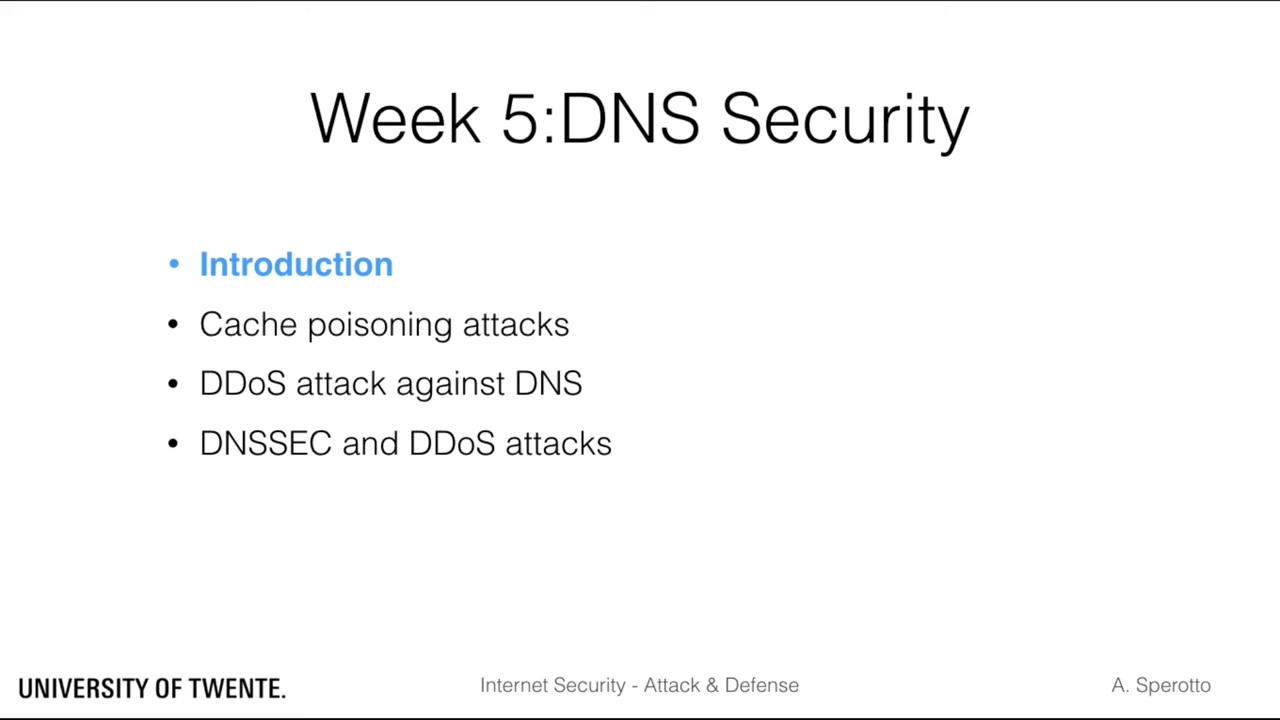 Week 5:DNS Security
• Introduction
• Cache poisoning attacks
• DDoS attack against DNS
• DNSSEC and DDoS attacks
UNIVERSITY OF TWENTE.
Internet Security - Attack & Defense
A. Sperotto